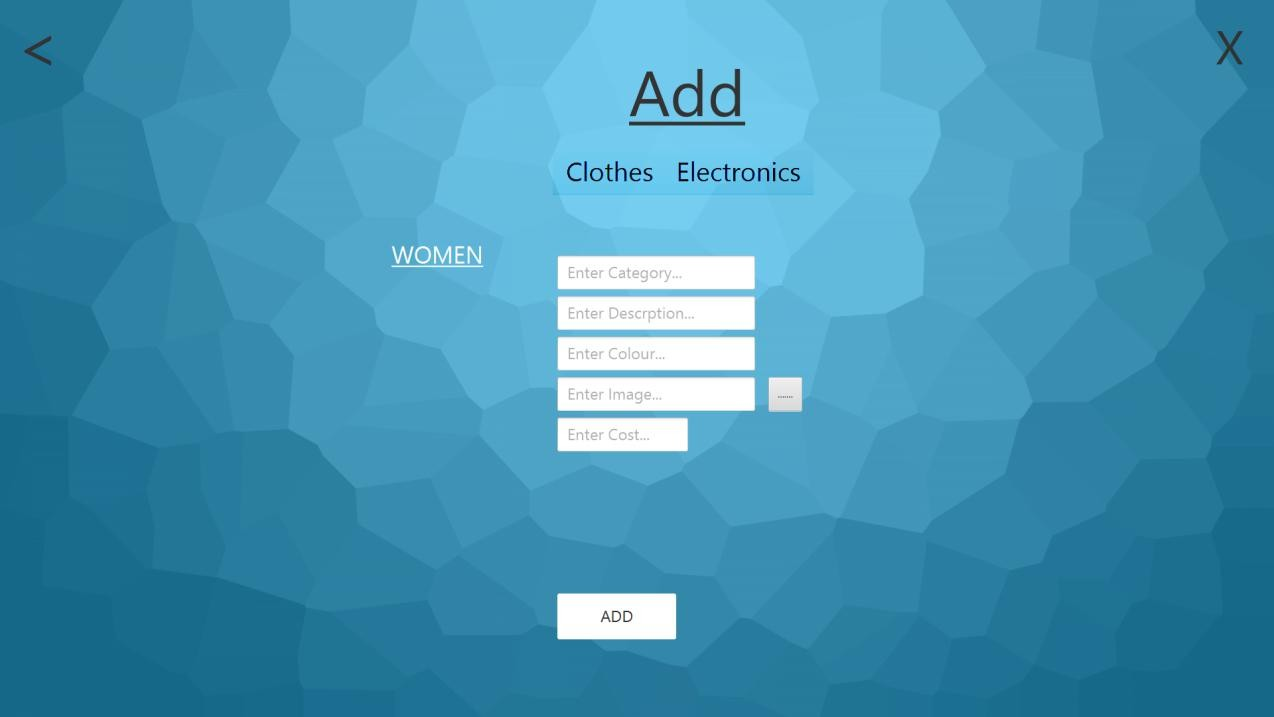 <
X
Add
Clothes Electronics
WOMEN
Enter Category...
Enter Descrption...
Enter Colour...
Enter Image...
.......
Enter Cost...
ADD